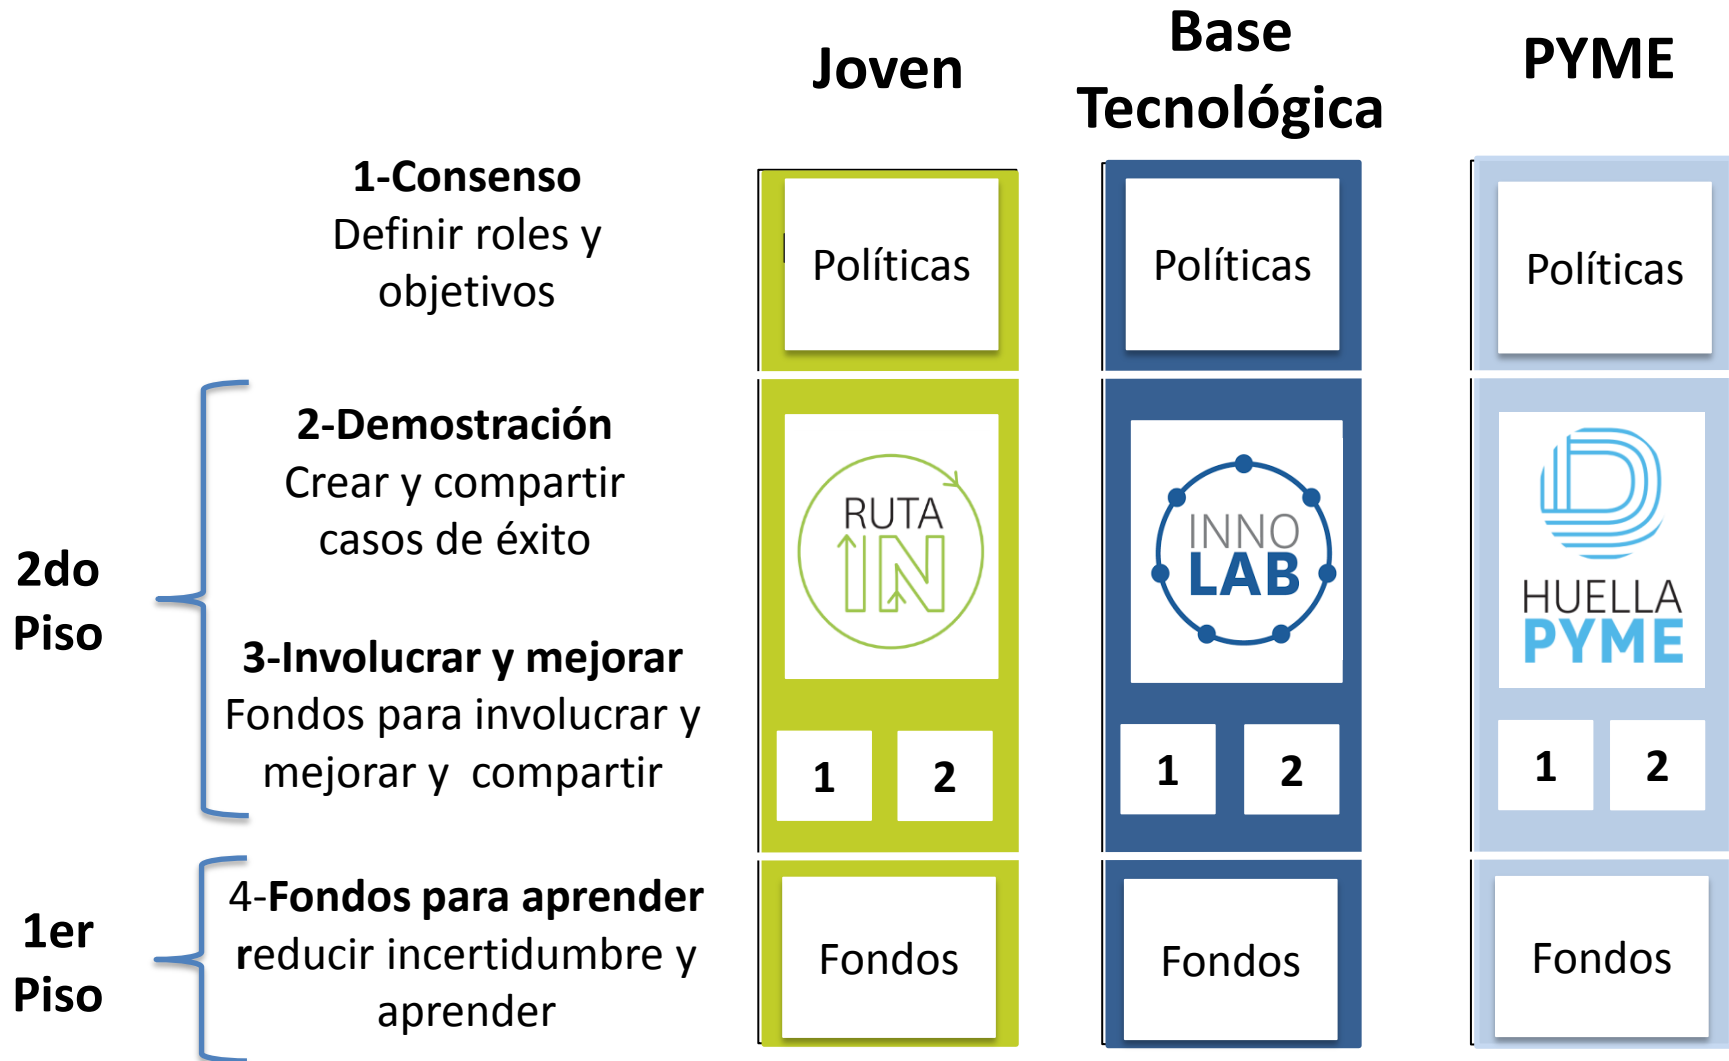 Joven
Base
Tecnológica
PYME
1-Consenso
Definir roles y
objetivos
Políticas
Políticas
Políticas
2do
Piso
2-Demostración
Crear y compartir
casos de éxito
3-Involucrar y mejorar
Fondos para involucrar y
mejorar y compartir
RUTA
IN
INNO
LAB
HUELLA
PYME
1
2
1
2
1
2
1er
Piso
4-Fondos para aprender
reducir incertidumbre y
aprender
Fondos
Fondos
Fondos